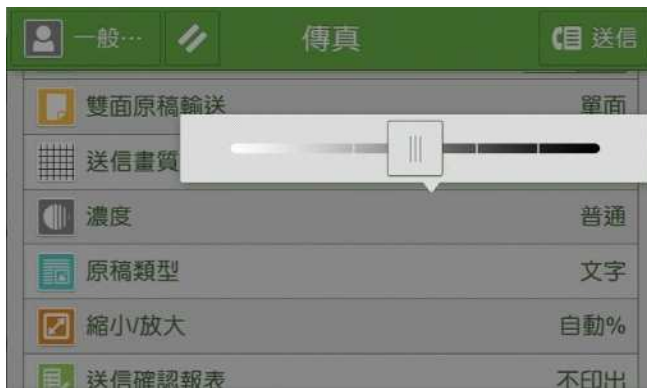 一般…
傳真
送信
雙面原稿輸送 單面
送信畫質
濃度 普通
原稿類型 文字
縮小/放大 自動%
送信確認報表 不印出